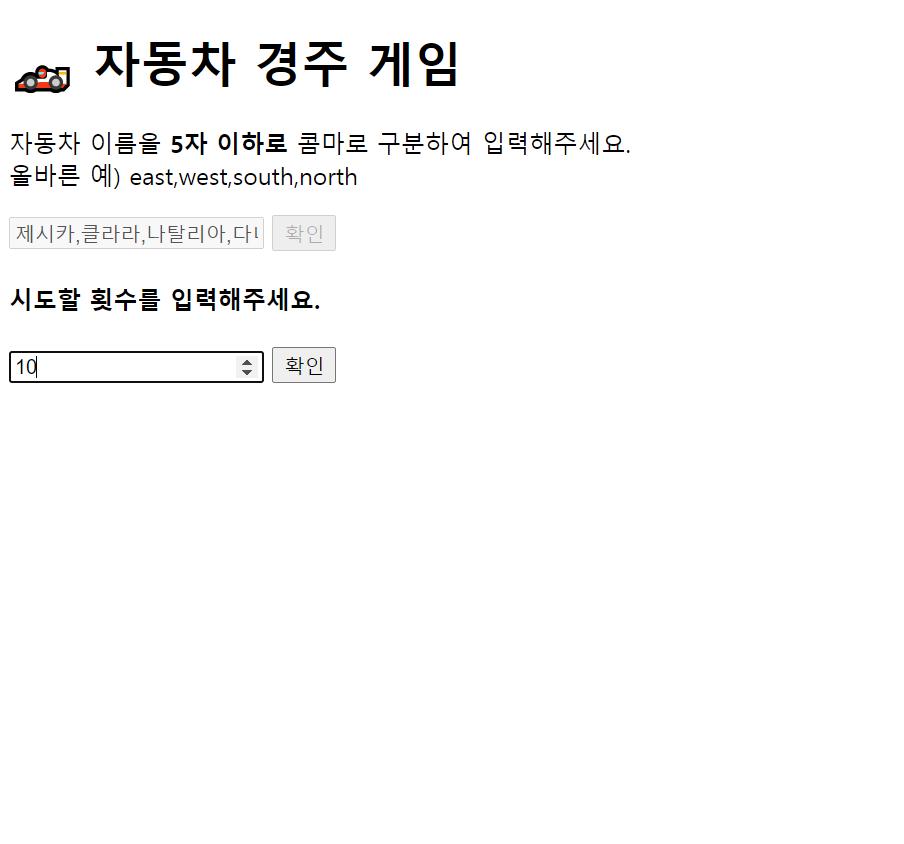 🏎️ 자동차 경주 게임
자동차 이름을 5자 이하로 콤마로 구분하여 입력해주세요.
올바른 예) east,west,south,north
제시카,클라라,나탈리아, 확인
시도할 횟수를 입력해주세요.
10 확인